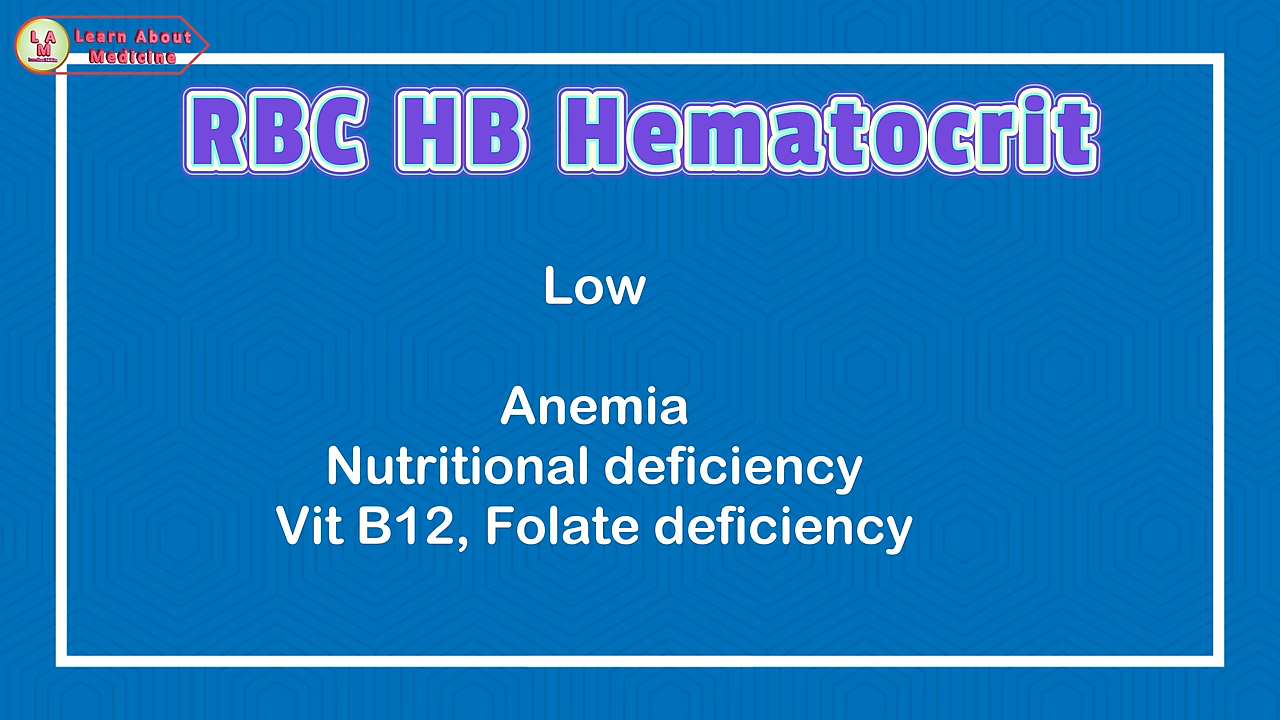 L A
M
Learn About
Medicine
RBC HB Hematocrit
Low
Anemia
Nutritional deficiency
Vit B12, Folate deficiency